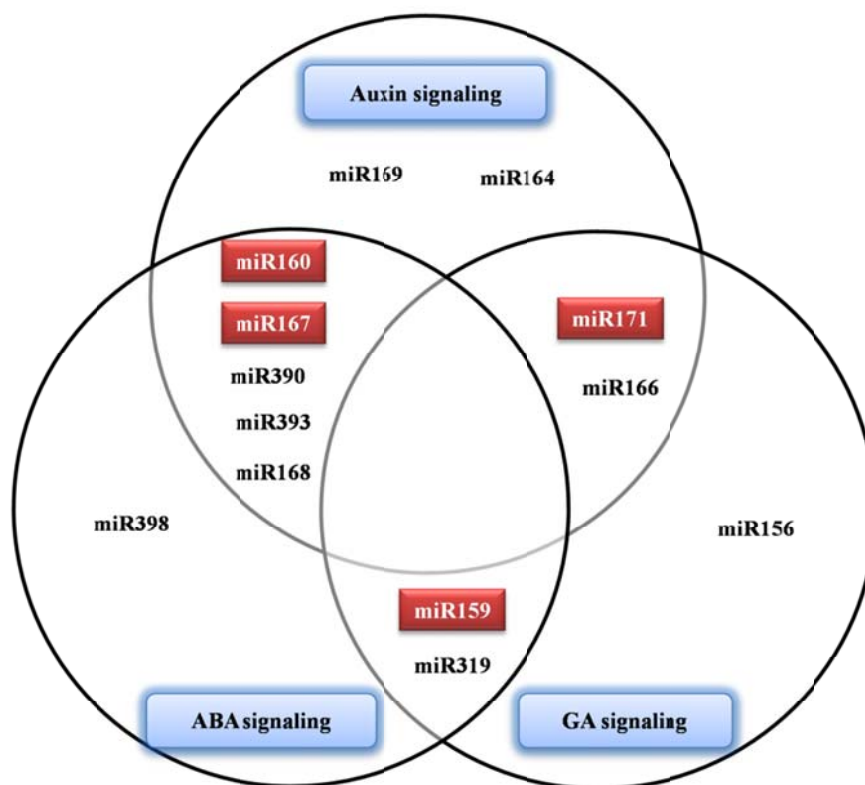 Auxin signaling
miR169
miR164
miR160
miR167
miR171
miR390
miR166
miR393
miR168
miR398
miR156
miR159
miR319
ABA signaling
GA signaling